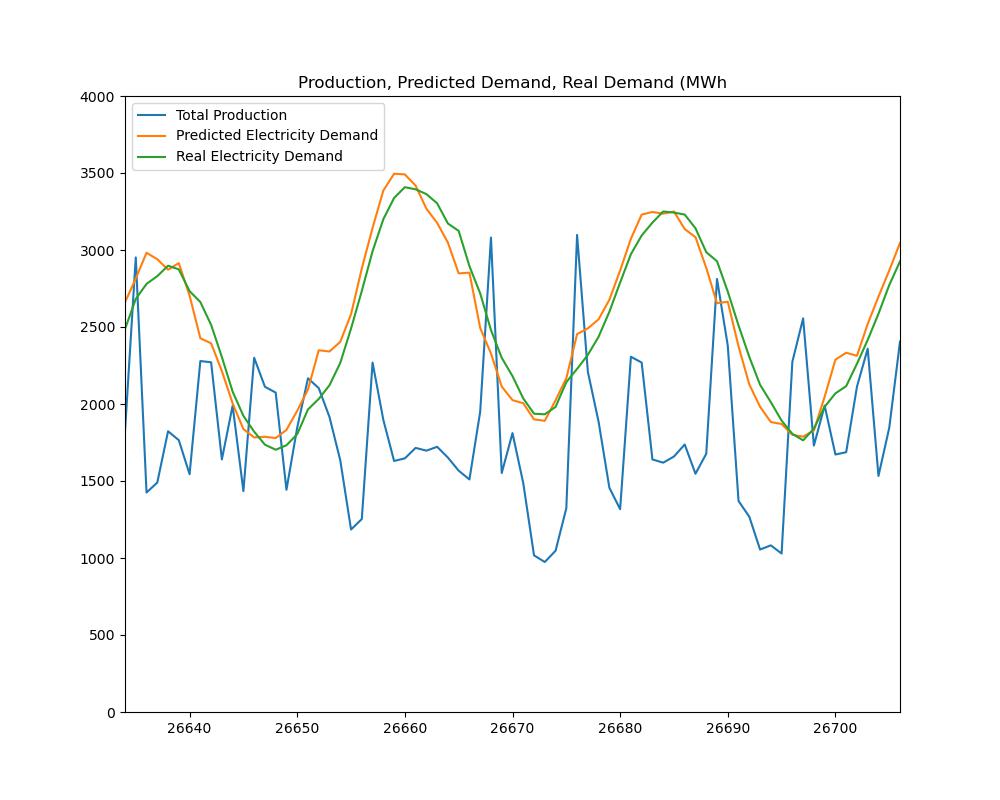 Production, Predicted Demand, Real Demand (MWh
4000
3500
3000
2500
2000
1500
1000
500
0
Total Production
Predicted Electricity Demand
Real Electricity Demand
26640 26650 26660 26670 26680 26690 26700